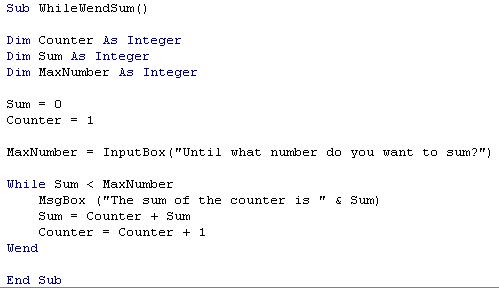 Sub WhileWendSum()
Dim Counter As Integer
Dim Sum As Integer
Dim MaxNumber As Integer
Sum = 0
Counter = 1
MaxNumber = InputBox("Until what number do you want to sum?")
While Sum < MaxNumber
MsgBox ("The sum of the counter is " & Sum)
Sum = Counter + Sum
Counter = Counter + 1
Wend
End Sub